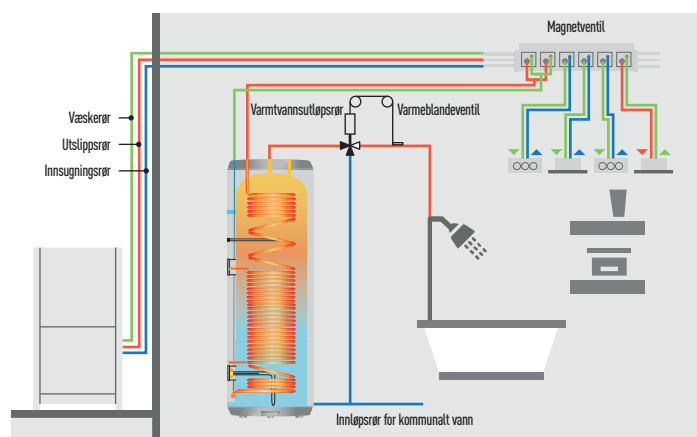 Magnetventil
Varmtvannsutløpsrør
Varmeblandeventil
Væskerør
Utslippsrør
Innsugningsrør
Innløpsrør for kommunalt vann